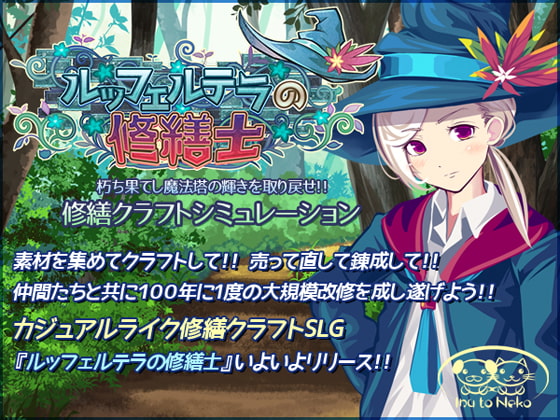 ルッフェルテラの
修繕士
朽ち果てし魔法塔の輝きを取り戻せ!!
修繕クラフトシミュレーション
素材を集めてクラフトして!! 売って直して錬成して!!
仲間たちと共に100年に1度の大規模改修を成し遂げよう!!
カジュアルライク修繕クラフトSLG
『ルッフェルテラの修繕士』いよいよリリース!!
Inu to Neko